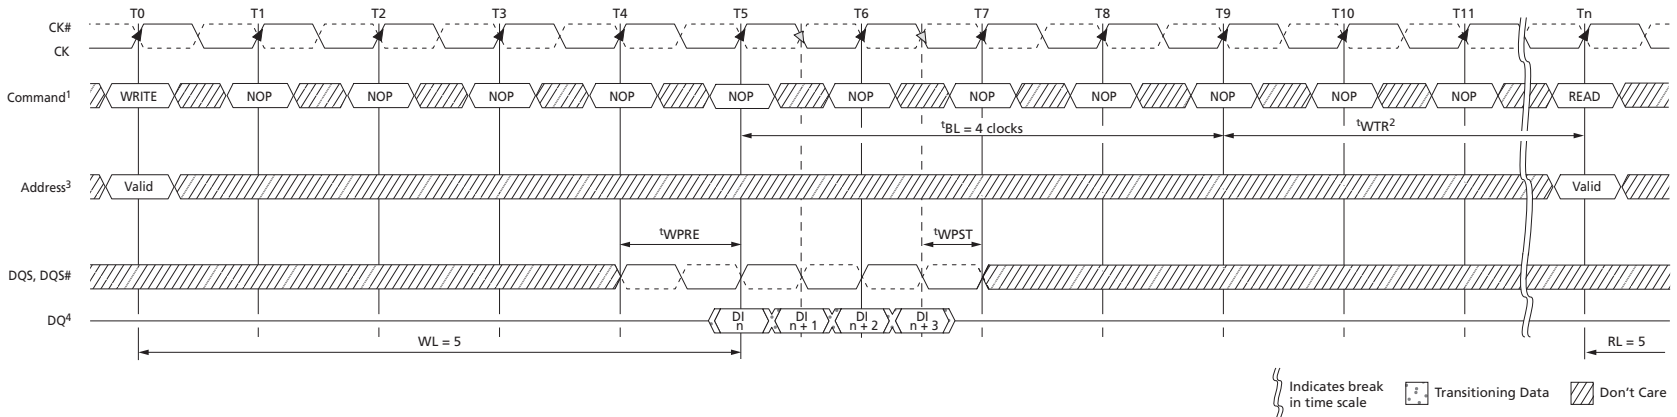 T0 T1 T2 T3 T4 T5 T6 T7 T8 T9 T10 T11 Tn
CK#
CK
Command1 WRITE NOP NOP NOP NOP NOP NOP NOP NOP NOP NOP NOP READ
tBL = 4 clocks tWTR2
Address3 Valid Valid
tWPRE tWPST
DQS, DQS#
DQ4 DI n DI n + 1 DI n + 2 DI n + 3
WL = 5 RL = 5
Indicates break
in time scale
Transitioning Data
Don't Care